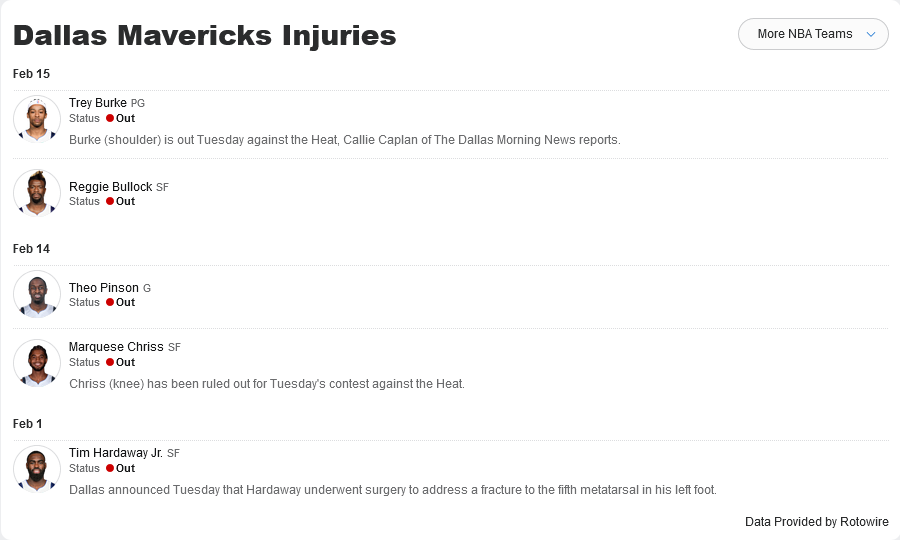 Dallas Mavericks Injuries
More NBA Teams
Feb 15
Trey Burke PG
Status Out
Burke (shoulder) is out Tuesday against the Heat, Callie Caplan of The Dallas Morning News reports.
Reggie Bullock SF
Status Out
Feb 14
Theo Pinson G
Status Out
Marquese Chriss SF
Status Out
Chriss (knee) has been ruled out for Tuesday's contest against the Heat.
Feb 1
Tim Hardaway Jr. SF
Status Out
Dallas announced Tuesday that Hardaway underwent surgery to address a fracture to the fifth metatarsal in his left foot.
Data Provided by Rotowire